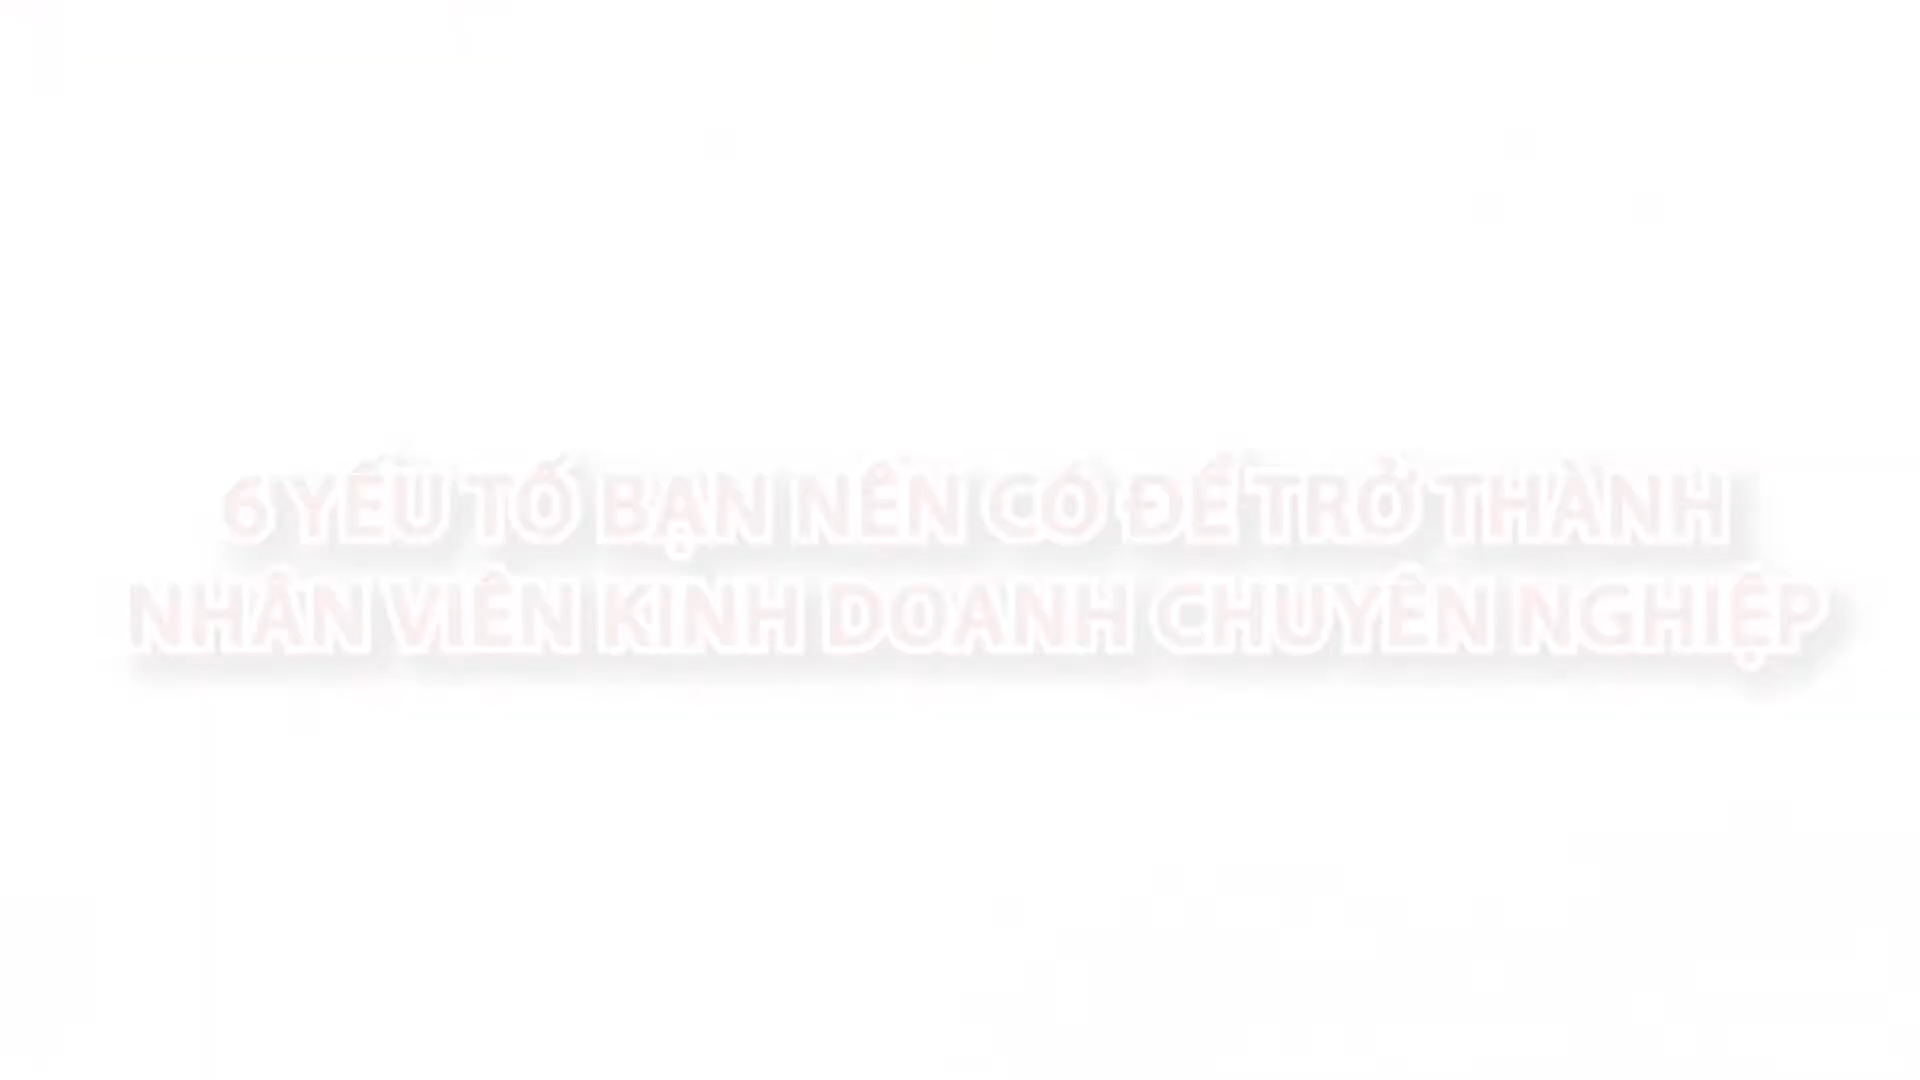 6 YẾU TỐ BẠN NÊN CÓ ĐỂ TRỞ THÀNH
NHÂN VIÊN KINH DOANH CHUYÊN NGHIỆP